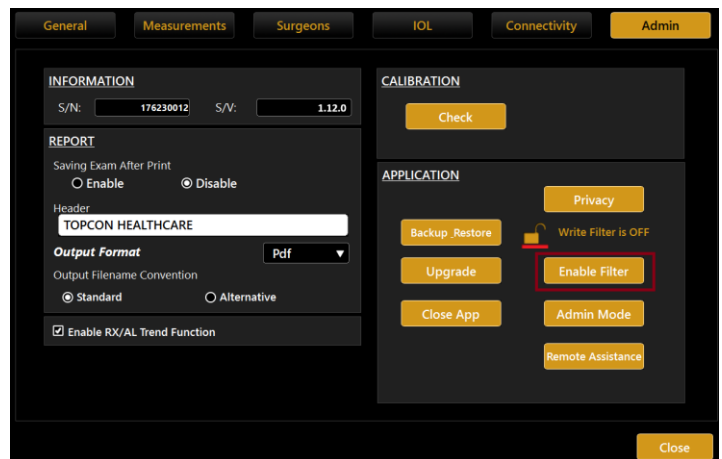 General Measurements Surgeons IOL Connectivity Admin
INFORMATION
S/N: 176230012 S/V: 1.12.0
REPORT
Saving Exam After Print
Enable Disable
Header
TOPCON HEALTHCARE
Output Format Pdf
Output Filename Convention
Standard Alternative
Enable RX/AL Trend Function
CALIBRATION
Check
APPLICATION
Privacy
Backup_Restore Write Filter is OFF
Upgrade Enable Filter
Close App Admin Mode
Remote Assistance
Close